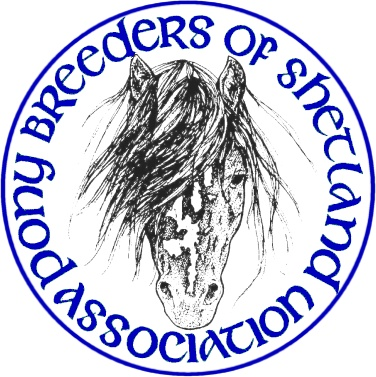 PONY BREEDERS OF SHETLAND ASSOCIATION